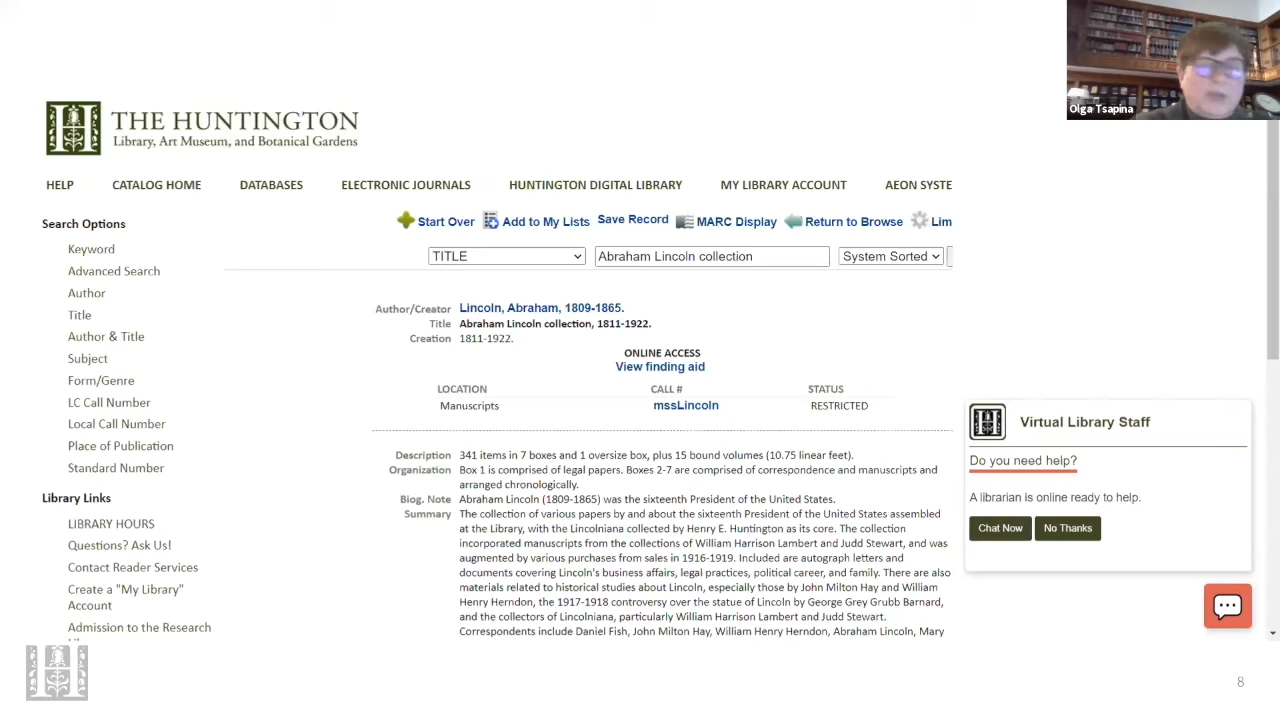 Olga Tsapina
THE HUNTINGTON
Library, Art Museum, and Botanical Gardens
HELP CATALOG HOME DATABASES ELECTRONIC JOURNALS HUNTINGTON DIGITAL LIBRARY MY LIBRARY ACCOUNT AEON SYSTE
Start Over Add to My Lists Save Record MARC Display Return to Browse Lim
TITLE Abraham Lincoln collection System Sorted
Search Options
Keyword
Advanced Search
Author
Title
Author & Title
Subject
Form/Genre
LC Call Number
Local Call Number
Place of Publication
Standard Number
Library Links
LIBRARY HOURS
Questions? Ask Us!
Contact Reader Services
Create a "My Library"
Account
Admission to the Research
Author/Creator Lincoln, Abraham, 1809-1865.
Title Abraham Lincoln collection, 1811-1922.
Creation 1811-1922.
ONLINE ACCESS
View finding aid
LOCATION CALL # STATUS
Manuscripts mssLincoln RESTRICTED
Description 341 items in 7 boxes and 1 oversize box, plus 15 bound volumes (10.75 linear feet).
Organization Box 1 is comprised of legal papers. Boxes 2-7 are comprised of correspondence and manuscripts and
arranged chronologically.
Biog. Note Abraham Lincoln (1809-1865) was the sixteenth President of the United States.
Summary The collection of various papers by and about the sixteenth President of the United States assembled
at the Library, with the Lincolniana collected by Henry E. Huntington as its core. The collection
incorporated manuscripts from the collections of William Harrison Lambert and Judd Stewart, and was
augmented by various purchases from sales in 1916-1919. Included are autograph letters and
documents covering Lincoln's business affairs, legal practices, political career, and family. There are also
materials related to historical studies about Lincoln, especially those by John Milton Hay and William
Henry Herndon, the 1917-1918 controversy over the statue of Lincoln by George Grey Grubb Barnard,
and the collectors of Lincolniana, particularly William Harrison Lambert and Judd Stewart.
Correspondents include Daniel Fish, John Milton Hay, William Henry Herndon, Abraham Lincoln, Mary
Virtual Library Staff
Do you need help?
A librarian is online ready to help.
Chat Now No Thanks
8